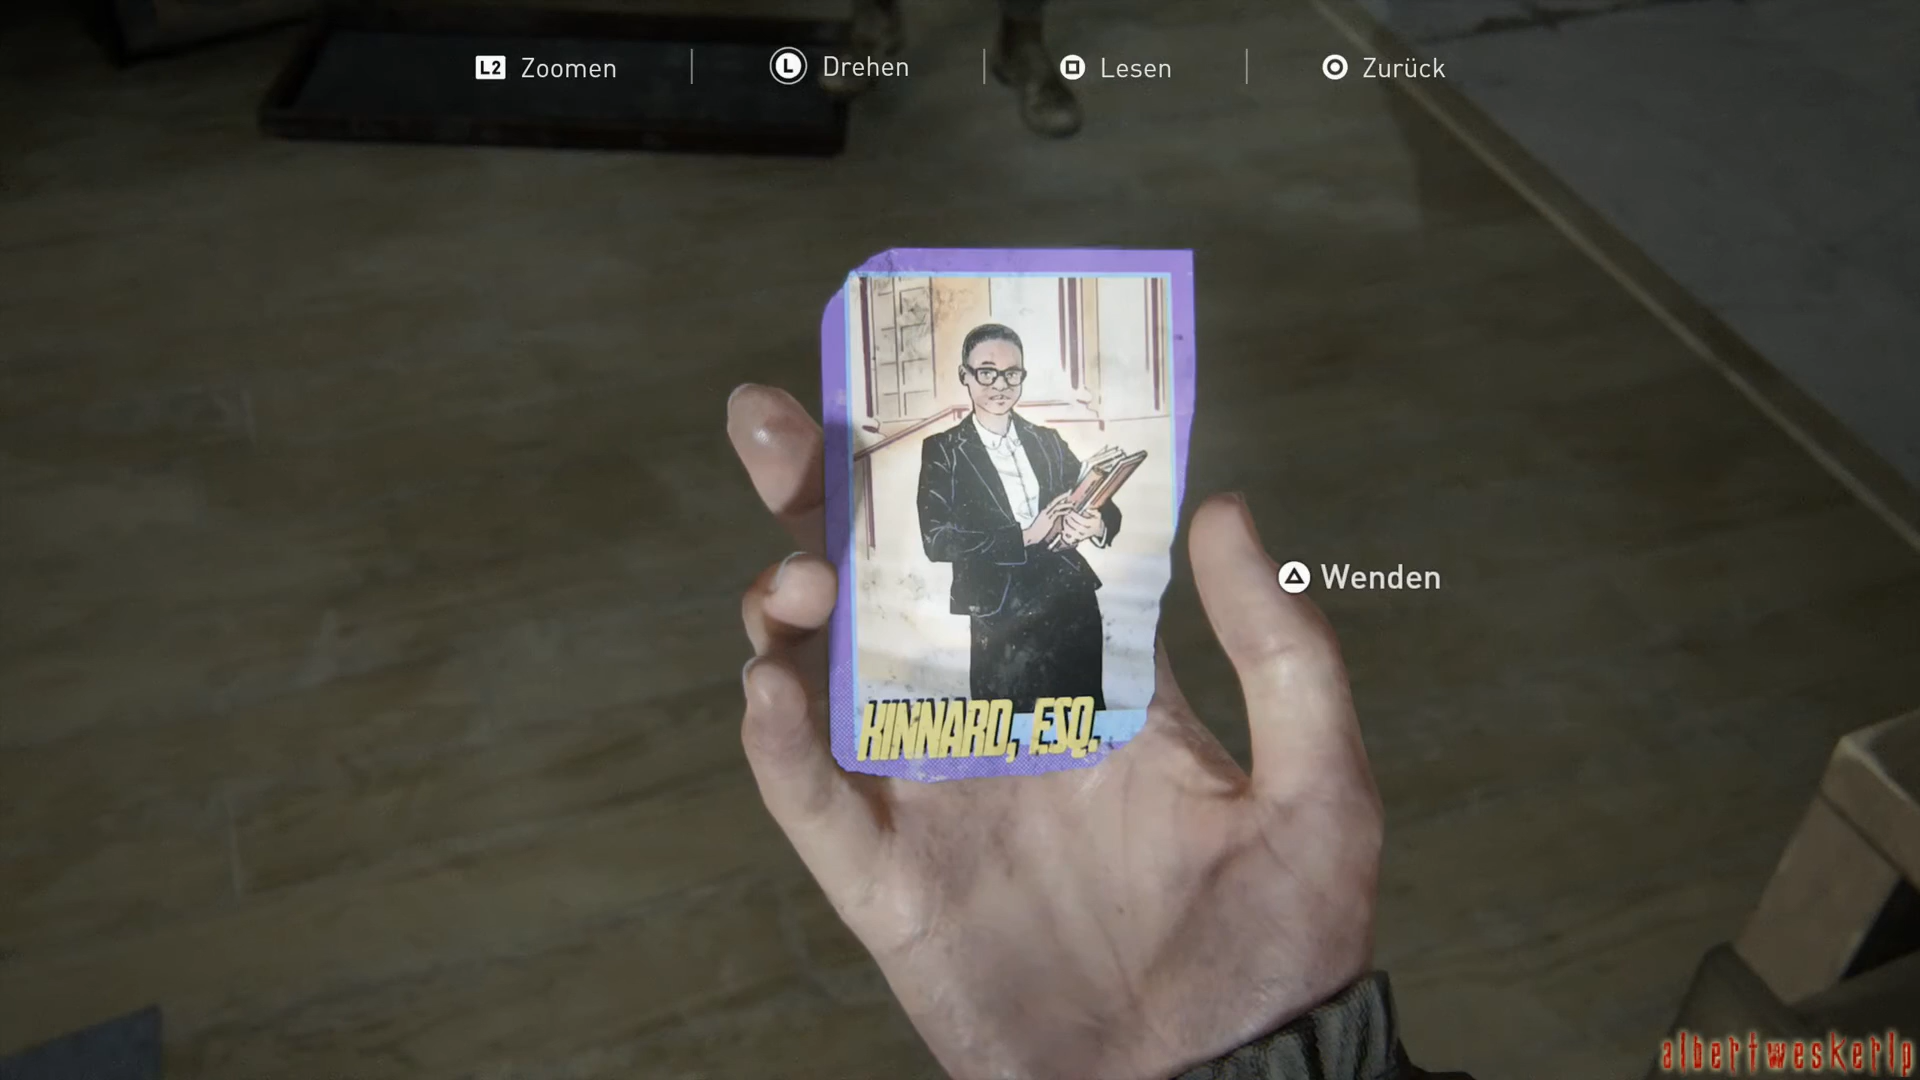 L2 Zoomen
L Drehen
Lesen
Zurück
KINNARD, ESQ.
Wenden
albertweskerlp